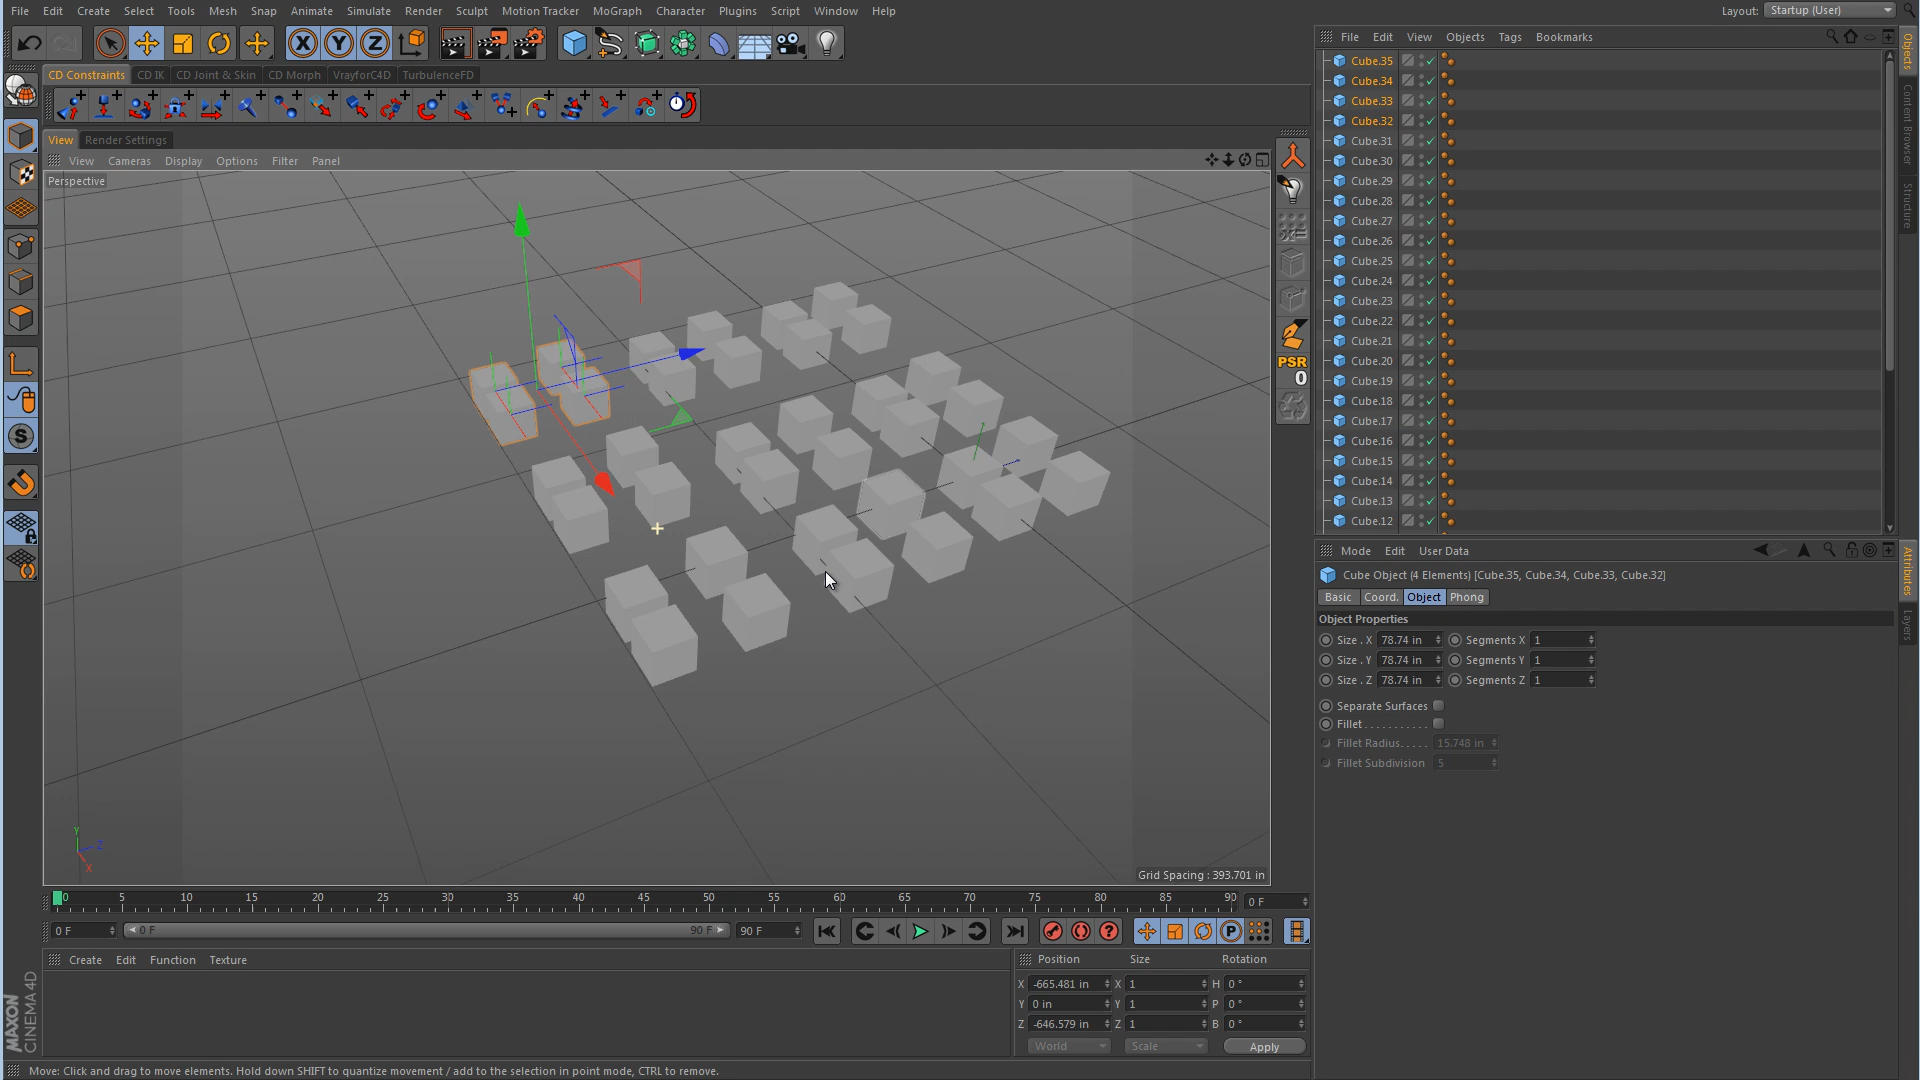 File Edit Create Select Tools Mesh Snap Animate Simulate Render Sculpt Motion Tracker MoGraph Character Plugins Script Window Help
Layout: Startup (User)
CD Constraints CD IK CD Joint & Skin CD Morph VrayforC4D TurbulenceFD
View Render Settings
View Cameras Display Options Filter Panel
Perspective
X Y Z
PSR
0
Grid Spacing : 393.701 in
0 5 10 15 20 25 30 35 40 45 50 55 60 65 70 75 80 85 90
0 F
0 F 0 F 90 F 90 F
Create Edit Function Texture
Position Size Rotation
X -665.481 in X 1 H 0 °
Y 0 in Y 1 P 0 °
Z -646.579 in Z 1 B 0 °
World Scale Apply
MAXON
CINEMA 4D
Move: Click and drag to move elements. Hold down SHIFT to quantize movement / add to the selection in point mode, CTRL to remove.
File Edit View Objects Tags Bookmarks
Cube.35
Cube.34
Cube.33
Cube.32
Cube.31
Cube.30
Cube.29
Cube.28
Cube.27
Cube.26
Cube.25
Cube.24
Cube.23
Cube.22
Cube.21
Cube.20
Cube.19
Cube.18
Cube.17
Cube.16
Cube.15
Cube.14
Cube.13
Cube.12
Objects
Content Browser
Structure
Mode Edit User Data
Cube Object (4 Elements) [Cube.35, Cube.34, Cube.33, Cube.32]
Basic Coord. Object Phong
Object Properties
Size . X 78.74 in Segments X 1
Size . Y 78.74 in Segments Y 1
Size . Z 78.74 in Segments Z 1
Separate Surfaces
Fillet . . . . . . . . . . .
Fillet Radius. . . . . 15.748 in
Fillet Subdivision 5
Attributes
Layers